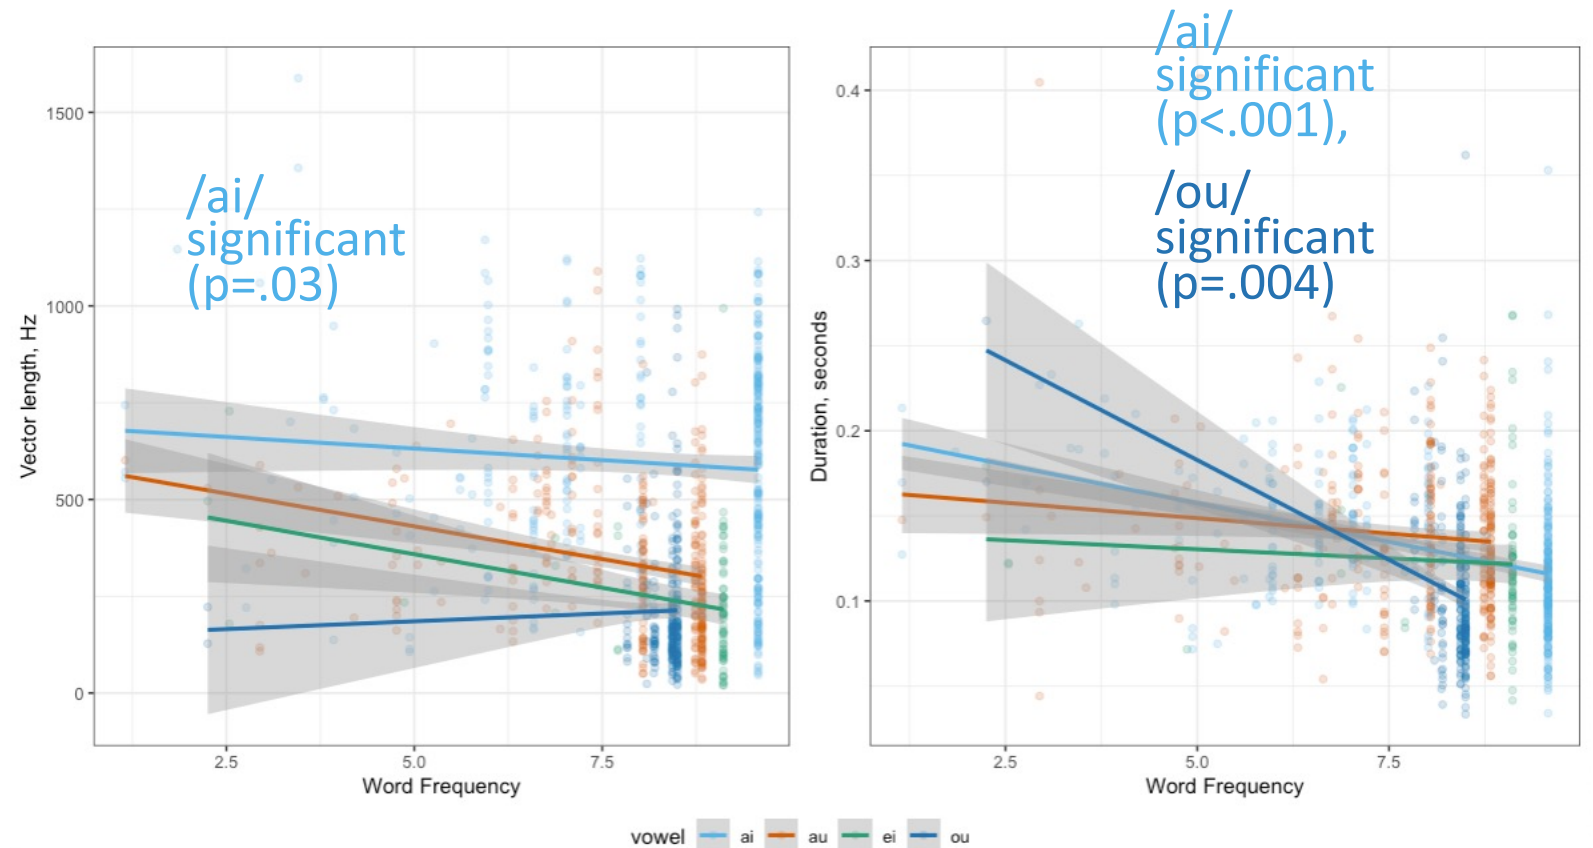 /ai/
significant
(p<.001),
/ou/
significant
(p=.004)
/ai/
significant
(p=.03)
Vector length, Hz
1500
1000
500
0
2.5 5.0 7.5
Word Frequency
Duration, seconds
0.4
0.3
0.2
0.1
2.5 5.0 7.5
Word Frequency
vowel ai au ei ou